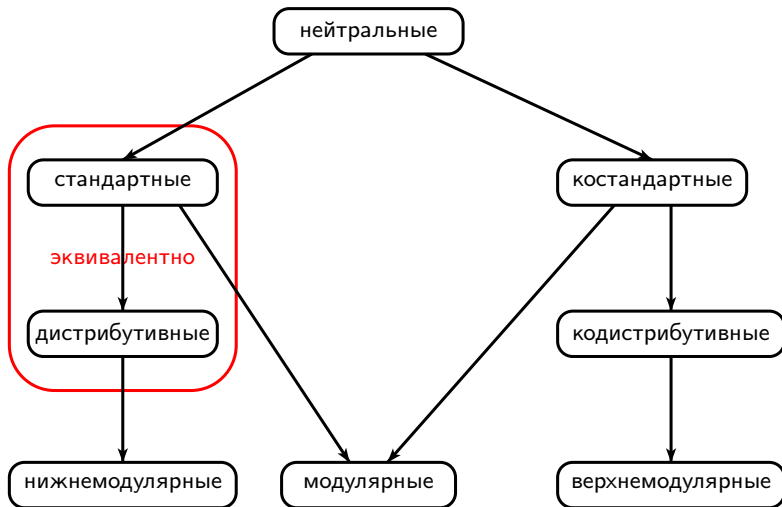 нейтральные
стандартные
костандартные
эквивалентно
дистрибутивные
кодистрибутивные
нижнемодулярные
модулярные
верхнемодулярные